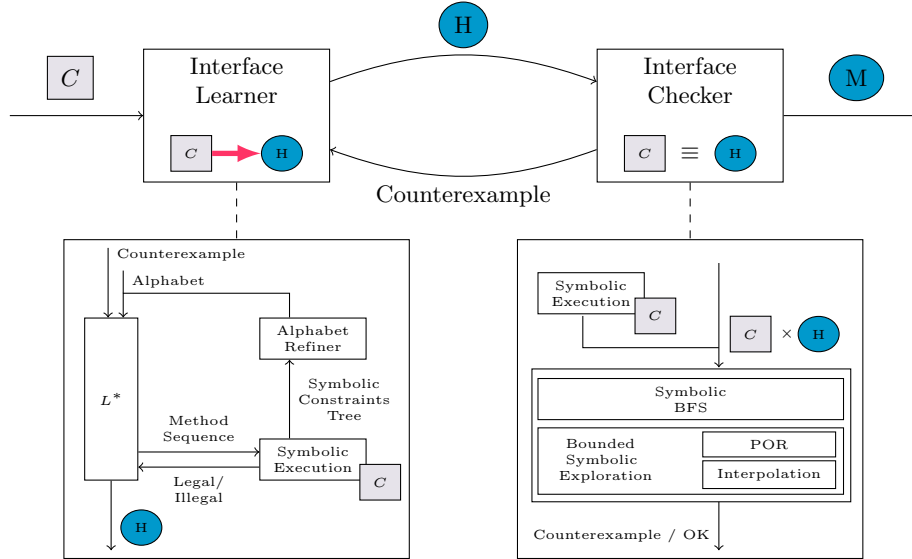 H
C
Interface
Learner
C
H
Interface
Checker
C ≡ H
M
Counterexample
Counterexample
Alphabet
Alphabet
Refiner
L*
Symbolic
Constraints
Tree
Method
Sequence
Symbolic
Execution
C
Legal/
Illegal
H
Symbolic
Execution
C
C × H
Symbolic
BFS
Bounded
Symbolic
Exploration
POR
Interpolation
Counterexample / OK